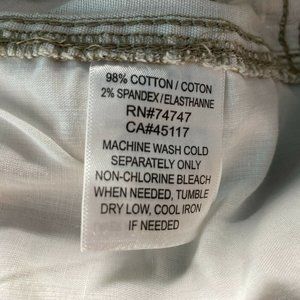 98% COTTON / COTON
2% SPANDEX/ELASTHANNE
RN#74747
CA#45117
MACHINE WASH COLD
SEPARATELY ONLY
NON-CHLORINE BLEACH
WHEN NEEDED, TUMBLE
DRY LOW, COOL IRON
IF NEEDED